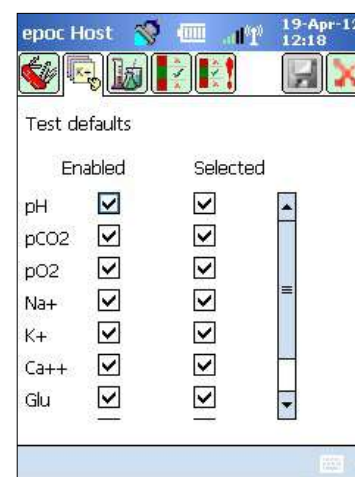 epoc Host 19-Apr-12
12:18
K+
Test defaults
Enabled Selected
pH
pCO2
pO2
Na+
K+
Ca++
Glu